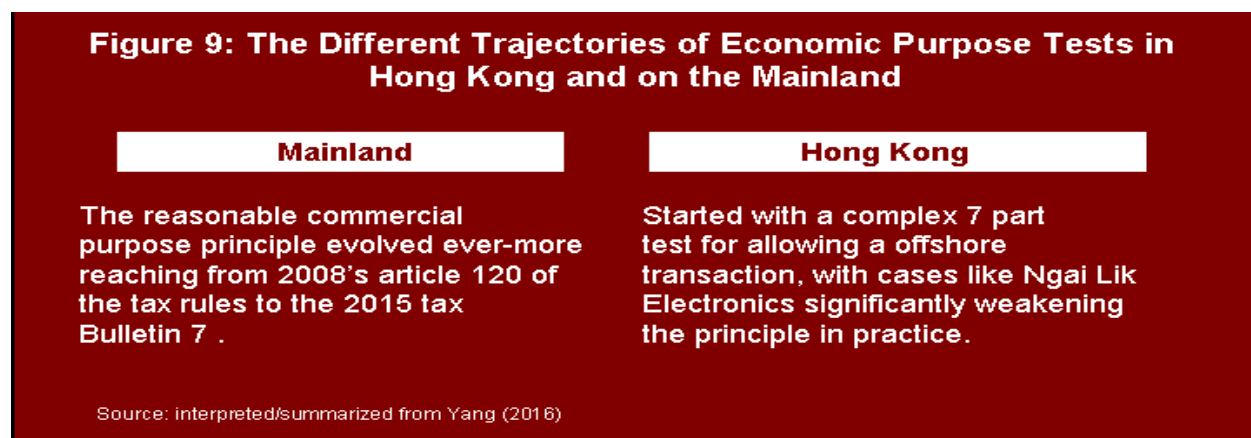 Figure 9: The Different Trajectories of Economic Purpose Tests in
Hong Kong and on the Mainland
Mainland
The reasonable commercial
purpose principle evolved ever-more
reaching from 2008's article 120 of
the tax rules to the 2015 tax
Bulletin 7 .
Hong Kong
Started with a complex 7 part
test for allowing a offshore
transaction, with cases like Ngai Lik
Electronics significantly weakening
the principle in practice.
Source: interpreted/summarized from Yang (2016)